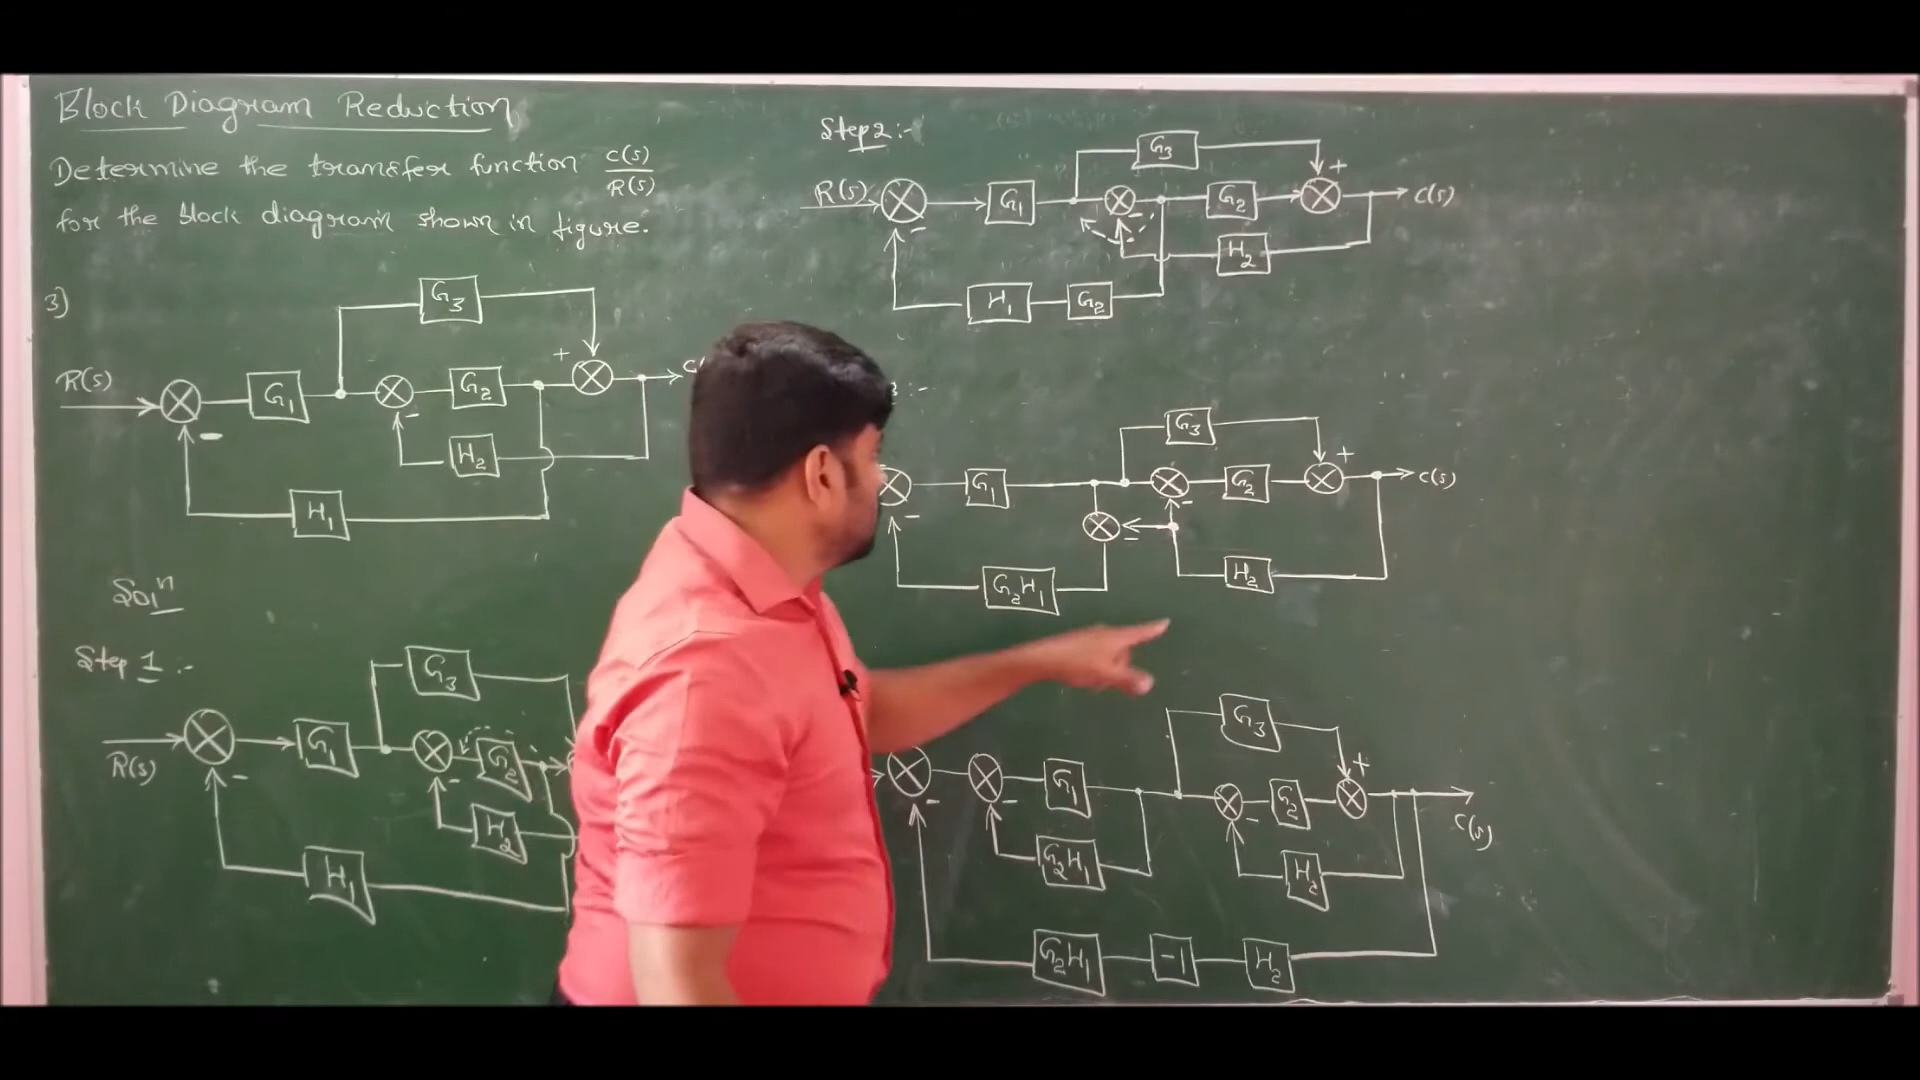 Block Diagram Reduction
Determine the transfer function C(s)/R(s)
for the block diagram shown in figure.
3)
G3
+
R(s) G1 G2
- -
H2
H1
Soln
Step 1 :-
G3
R(s) G1 G2
- -
H2
H1
Step 2 :-
G3
+
R(s) G1 G2 C(s)
- -
H2
H1 G2
:-
G3
+
G1 G2 C(s)
- - -
H2
G2H1
G3
+
G1 G2 C(s)
- - -
G2H1 H2
G2H1 -1 H2